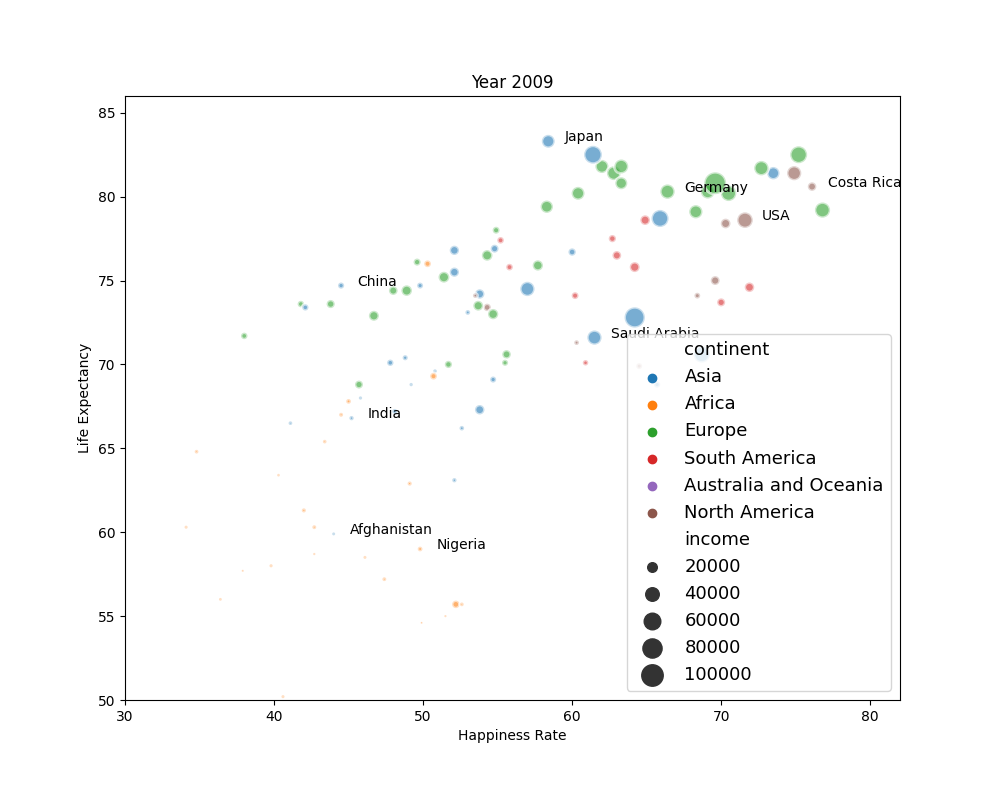 Year 2009
85
80
75
70
65
60
55
50
Life Expectancy
Japan
Germany
Costa Rica
USA
China
Saudi Arabia
India
Afghanistan
Nigeria
continent
Asia
Africa
Europe
South America
Australia and Oceania
North America
income
20000
40000
60000
80000
100000
30
40
50
60
70
80
Happiness Rate